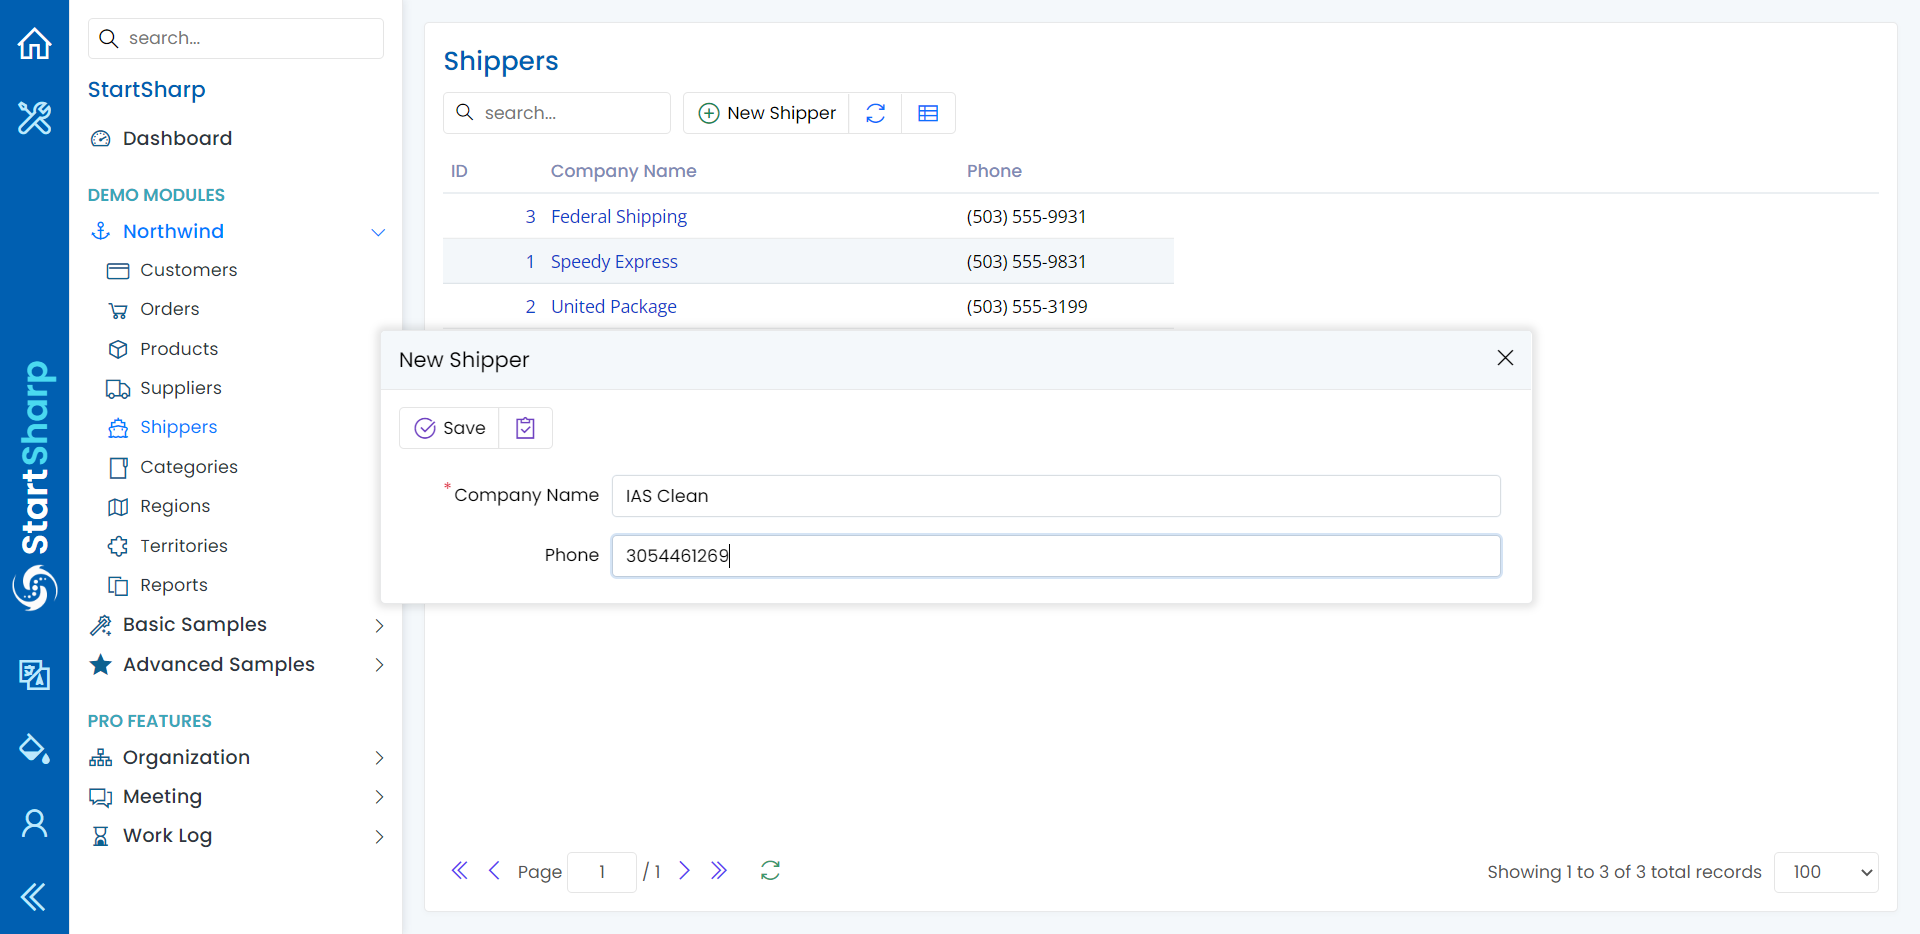 StartSharp
search...
StartSharp
Dashboard
DEMO MODULES
Northwind
Customers
Orders
Products
Suppliers
Shippers
Categories
Regions
Territories
Reports
Basic Samples
Advanced Samples
PRO FEATURES
Organization
Meeting
Work Log
Shippers
search...
New Shipper
ID Company Name Phone
3 Federal Shipping (503) 555-9931
1 Speedy Express (503) 555-9831
2 United Package (503) 555-3199
New Shipper
Save
* Company Name IAS Clean
Phone 3054461269
Page 1 / 1
Showing 1 to 3 of 3 total records 100